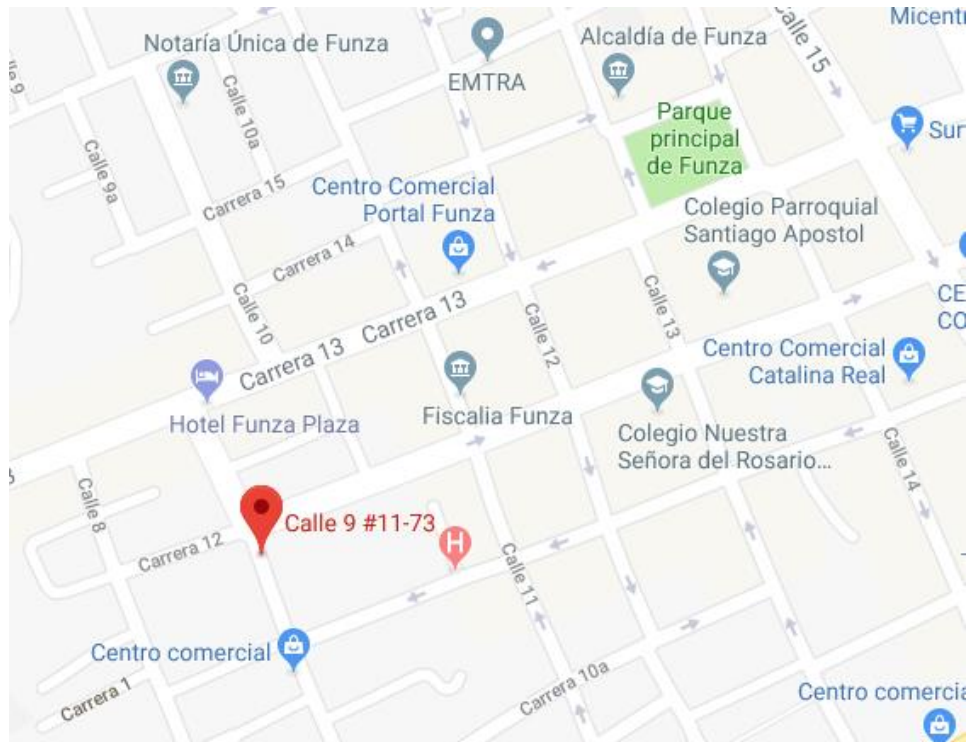 Micentr
Notaría Única de Funza
EMTRA
Alcaldía de Funza
Calle 15
Calle 10a
Calle 9a
Parque
principal
de Funza
Sur
Carrera 15
Centro Comercial
Portal Funza
Colegio Parroquial
Santiago Apostol
Carrera 14
Calle 10
Carrera 13
Carrera 13
Calle 12
Calle 13
CE
CO
Centro Comercial
Catalina Real
Hotel Funza Plaza
Fiscalia Funza
Colegio Nuestra
Señora del Rosario...
Calle 8
Calle 14
Calle 9 #11-73
H
Carrera 12
Calle 11
Centro comercial
Carrera 1
Carrera 10a
Centro comercia